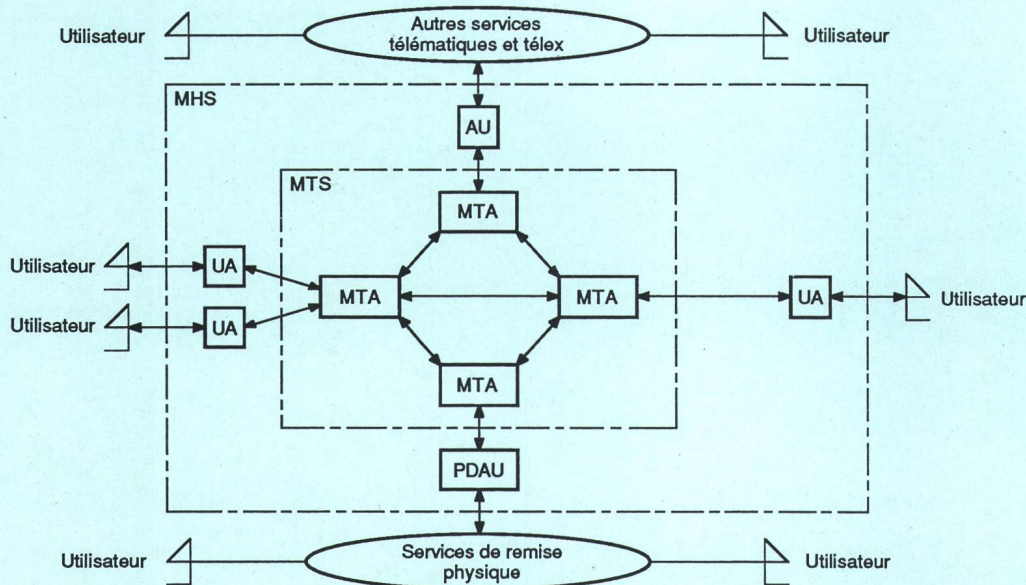 Autres services
télématiques et télex
Utilisateur
Utilisateur
MHS
AU
MTS
MTA
Utilisateur
UA
MTA
MTA
UA
Utilisateur
Utilisateur
UA
MTA
PDAU
Utilisateur
Services de remise
physique
Utilisateur